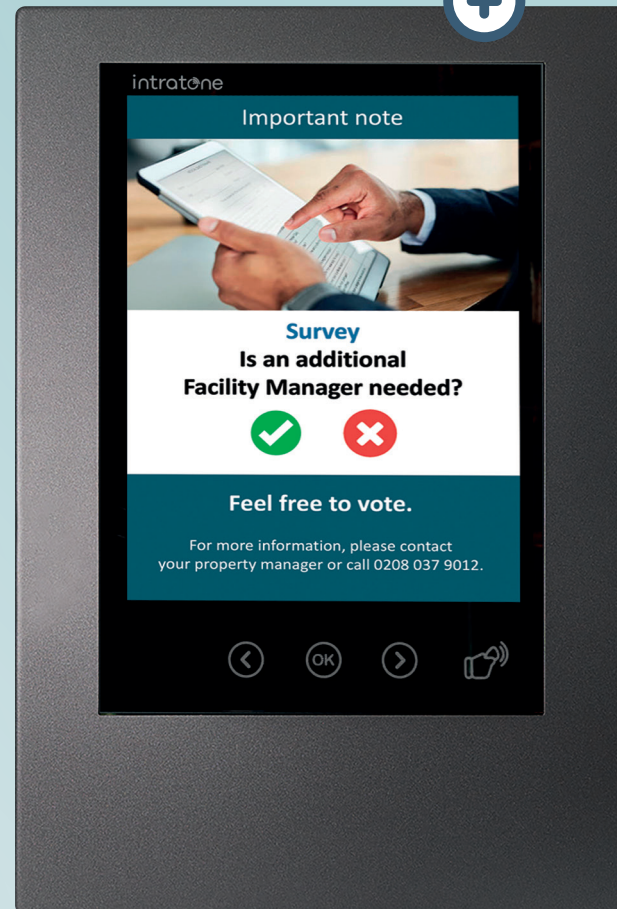 intratone
Important note
Survey
Is an additional
Facility Manager needed?
Feel free to vote.
For more information, please contact
your property manager or call 0208 037 9012.
OK